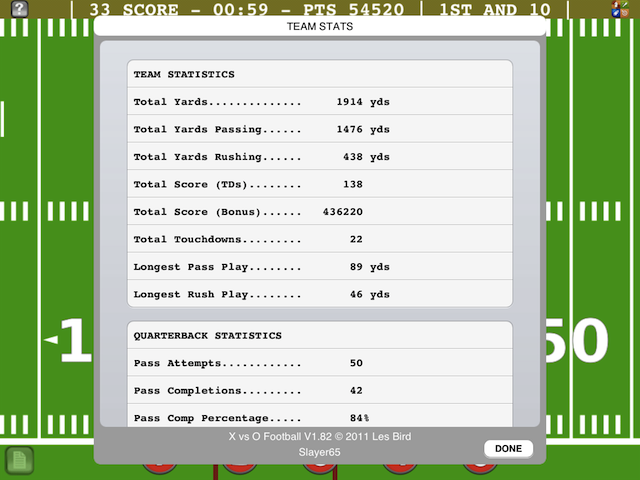 ? | 33 SCORE - 00:59 - PTS 54520 | 1ST AND 10 |
TEAM STATS
TEAM STATISTICS
Total Yards.............. 1914 yds
Total Yards Passing...... 1476 yds
Total Yards Rushing...... 438 yds
Total Score (TDs)........ 138
Total Score (Bonus)...... 436220
Total Touchdowns......... 22
Longest Pass Play........ 89 yds
Longest Rush Play........ 46 yds
QUARTERBACK STATISTICS
Pass Attempts............ 50
Pass Completions......... 42
Pass Comp Percentage..... 84%
◄1 50
X vs O Football V1.82 © 2011 Les Bird
Slayer65
DONE